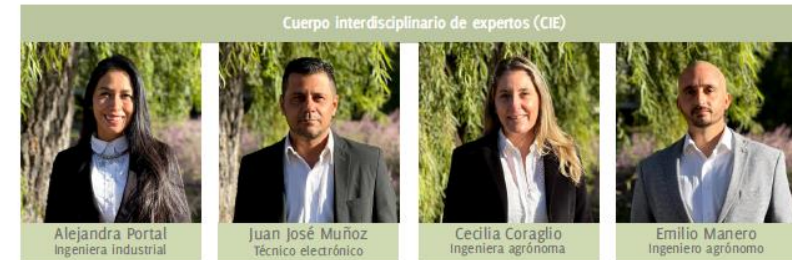 Cuerpo interdisciplinario de expertos (CIE)
Alejandra Portal
Ingeniera industrial
Juan José Muñoz
Técnico electrónico
Cecilia Coraglio
Ingeniera agrónoma
Emilio Manero
Ingeniero agrónomo